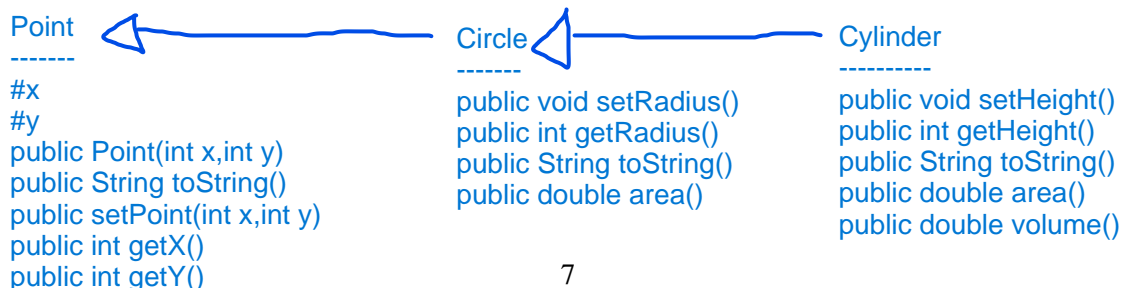 Point
-------
#x
#y
public Point(int x,int y)
public String toString()
public setPoint(int x,int y)
public int getX()
public int getY()
Circle
-------
public void setRadius()
public int getRadius()
public String toString()
public double area()
Cylinder
----------
public void setHeight()
public int getHeight()
public String toString()
public double area()
public double volume()
7